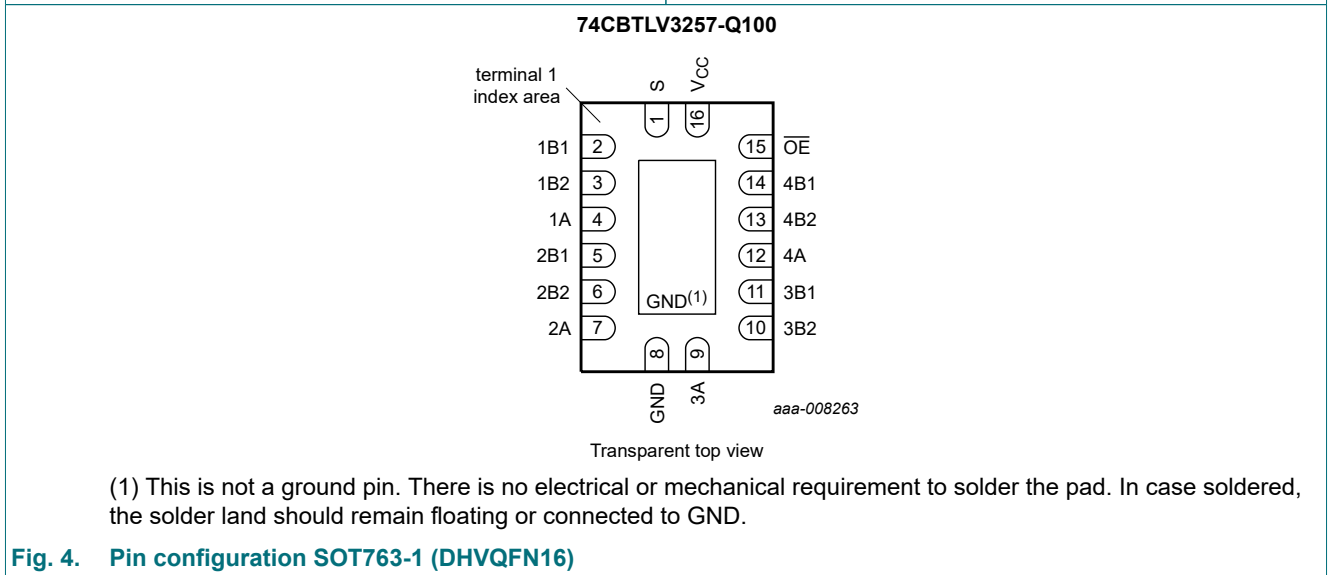 74CBTLV3257-Q100
terminal 1
index area
S
VCC
1
16
1B1 2
15 OE
1B2 3
14 4B1
1A 4
13 4B2
2B1 5
12 4A
2B2 6
11 3B1
2A 7
10 3B2
GND(1)
8
9
GND
3A
aaa-008263
Transparent top view
(1) This is not a ground pin. There is no electrical or mechanical requirement to solder the pad. In case soldered,
the solder land should remain floating or connected to GND.
Fig. 4. Pin configuration SOT763-1 (DHVQFN16)